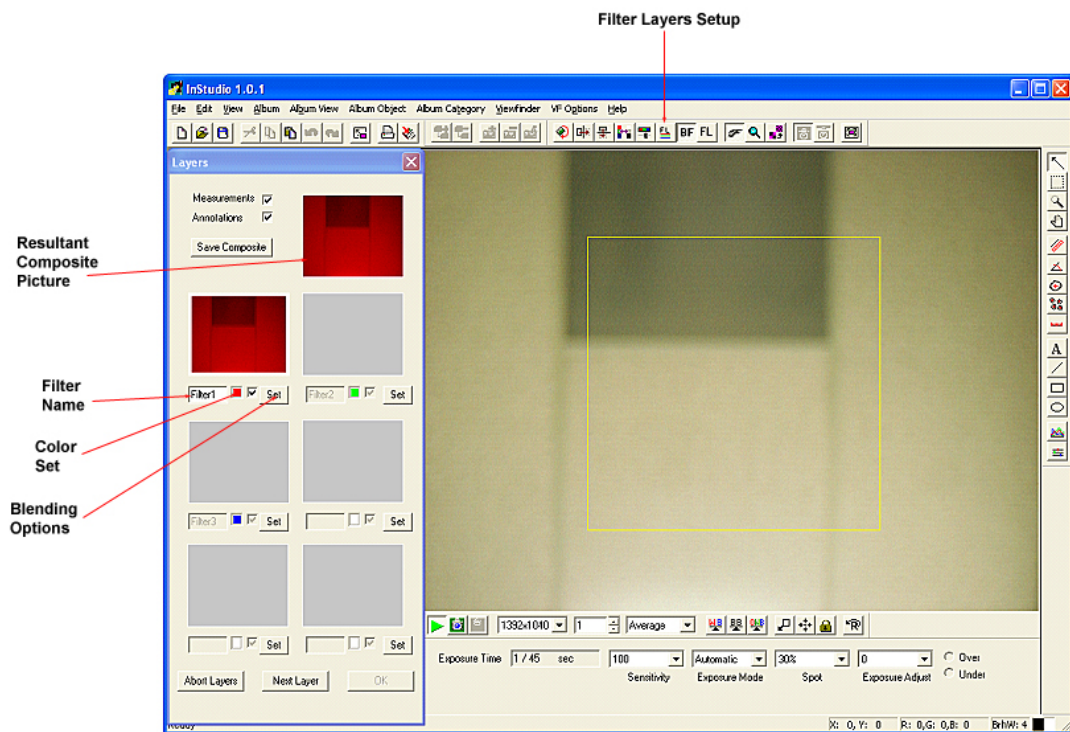 Filter Layers Setup
InStudio 1.0.1
File Edit View Album Album View Album Object Album Category Viewfinder VF Options Help
FL BF FL
Layers
Measurements
Annotations
Save Composite
Resultant
Composite
Picture
Filter
Name
Filter1 Set Filter2 Set
Color
Set
Blending
Options
Filter3 Set Set
Set Set
Abort Layers Next Layer OK
1392x1040 1 Average
Exposure Time 1 / 45 sec 100 Automatic 30% 0 Over
Sensitivity Exposure Mode Spot Exposure Adjust Under
Ready X: 0, Y: 0 R: 0,G: 0,B: 0 BrhW: 4